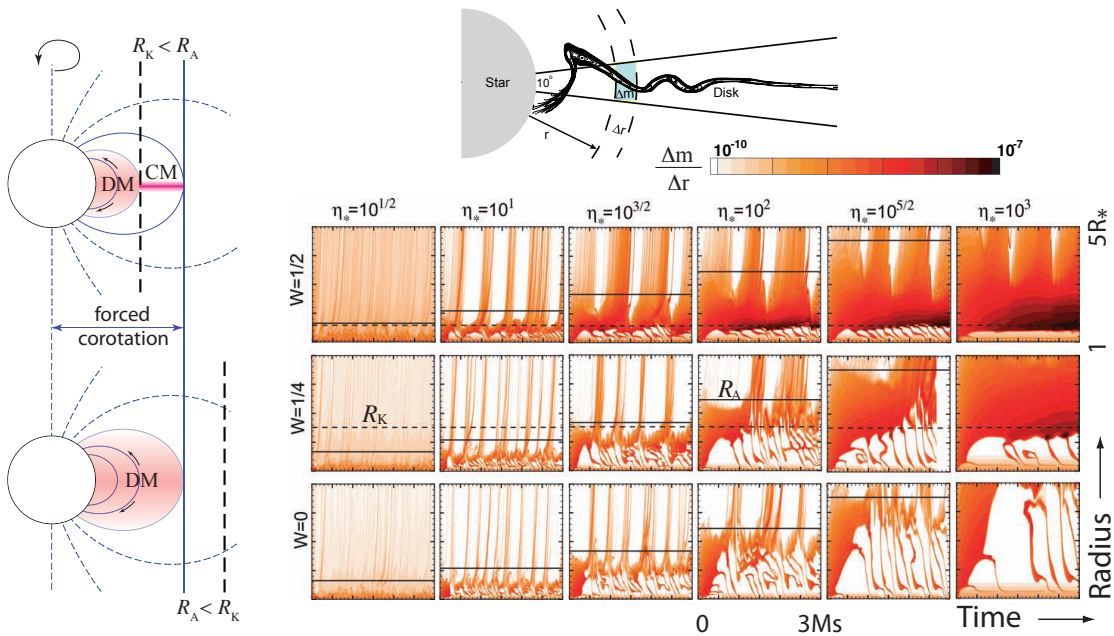 R_K < R_A
DM
CM
forced
corotation
DM
R_A < R_K
Star
10°
Δm
Disk
r
Δr
Δm
Δr
10^-10
10^-7
η_*=10^1/2
η_*=10^1
η_*=10^3/2
η_*=10^2
η_*=10^5/2
η_*=10^3
5R_*
W=1/2
W=1/4
R_K
R_A
1
W=0
Radius
0
3Ms
Time